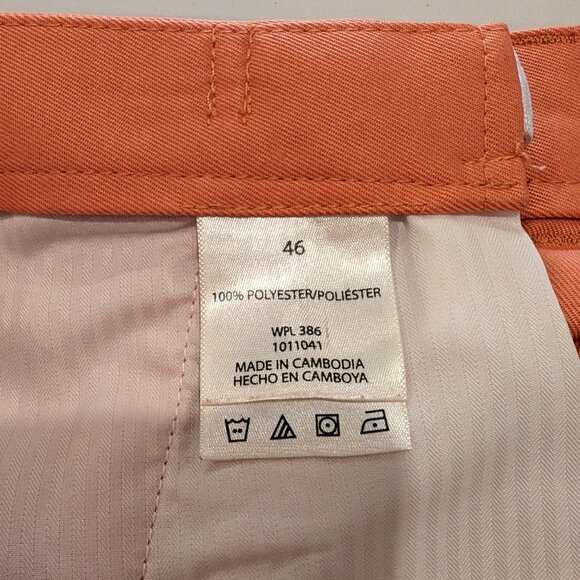 46
100% POLYESTER/POLIÉSTER
WPL 386
1011041
MADE IN CAMBODIA
HECHO EN CAMBOYA